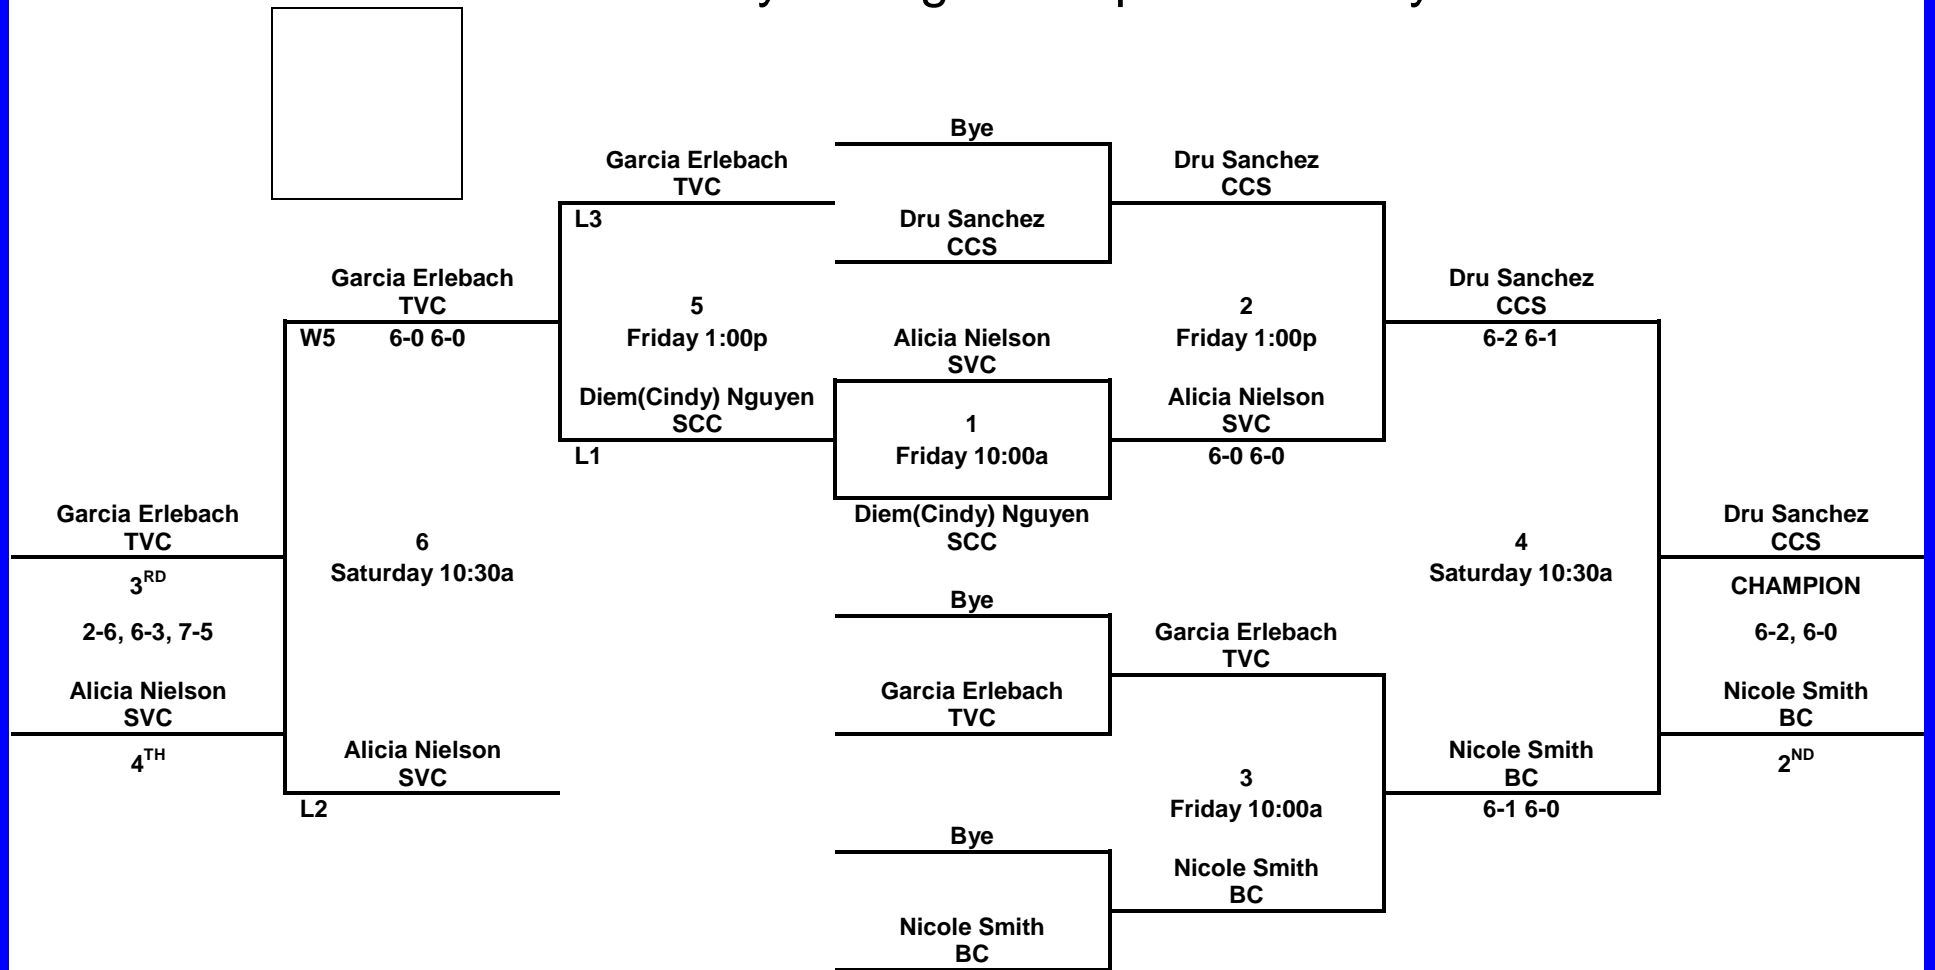 Bye
Garcia Erlebach
TVC
Dru Sanchez
CCS
L3
Dru Sanchez
CCS
Garcia Erlebach
TVC
W5 6-0 6-0
5
Friday 1:00p
Alicia Nielson
SVC
2
Friday 1:00p
Dru Sanchez
CCS
6-2 6-1
Diem(Cindy) Nguyen
SCC
L1
1
Friday 10:00a
Alicia Nielson
SVC
6-0 6-0
Diem(Cindy) Nguyen
SCC
Garcia Erlebach
TVC
3RD
2-6, 6-3, 7-5
Alicia Nielson
SVC
4TH
6
Saturday 10:30a
Alicia Nielson
SVC
L2
Bye
Garcia Erlebach
TVC
Garcia Erlebach
TVC
3
Friday 10:00a
Bye
Nicole Smith
BC
Nicole Smith
BC
4
Saturday 10:30a
Nicole Smith
BC
6-1 6-0
Dru Sanchez
CCS
CHAMPION
6-2, 6-0
Nicole Smith
BC
2ND